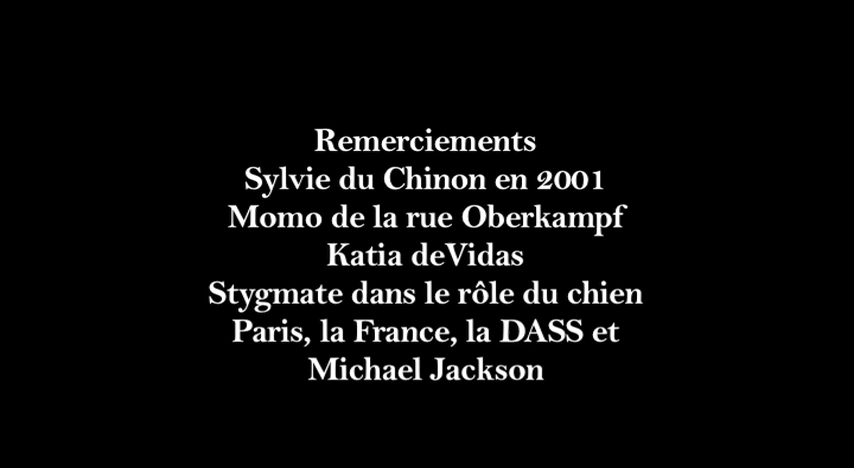 Remerciements
Sylvie du Chinon en 2001
Momo de la rue Oberkampf
Katia deVidas
Stygmate dans le rôle du chien
Paris, la France, la DASS et
Michael Jackson